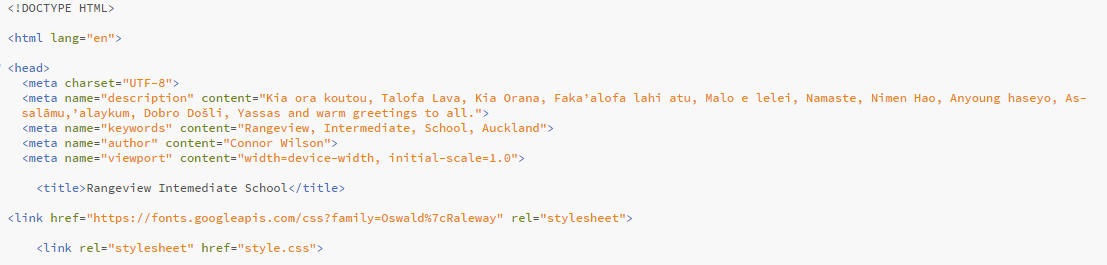 <!DOCTYPE HTML>
<html lang="en">
<head>
<meta charset="UTF-8">
<meta name="description" content="Kia ora koutou, Talofa Lava, Kia Orana, Faka’alofa lahi atu, Malo e lelei, Namaste, Nimen Hao, Anyoung haseyo, As-
salāmu,’alaykum, Dobro Došli, Yassas and warm greetings to all.">
<meta name="keywords" content="Rangeview, Intermediate, School, Auckland">
<meta name="author" content="Connor Wilson">
<meta name="viewport" content="width=device-width, initial-scale=1.0">
<title>Rangeview Intemediate School</title>
<link href="https://fonts.googleapis.com/css?family=Oswald%7cRaleway" rel="stylesheet">
<link rel="stylesheet" href="style.css">